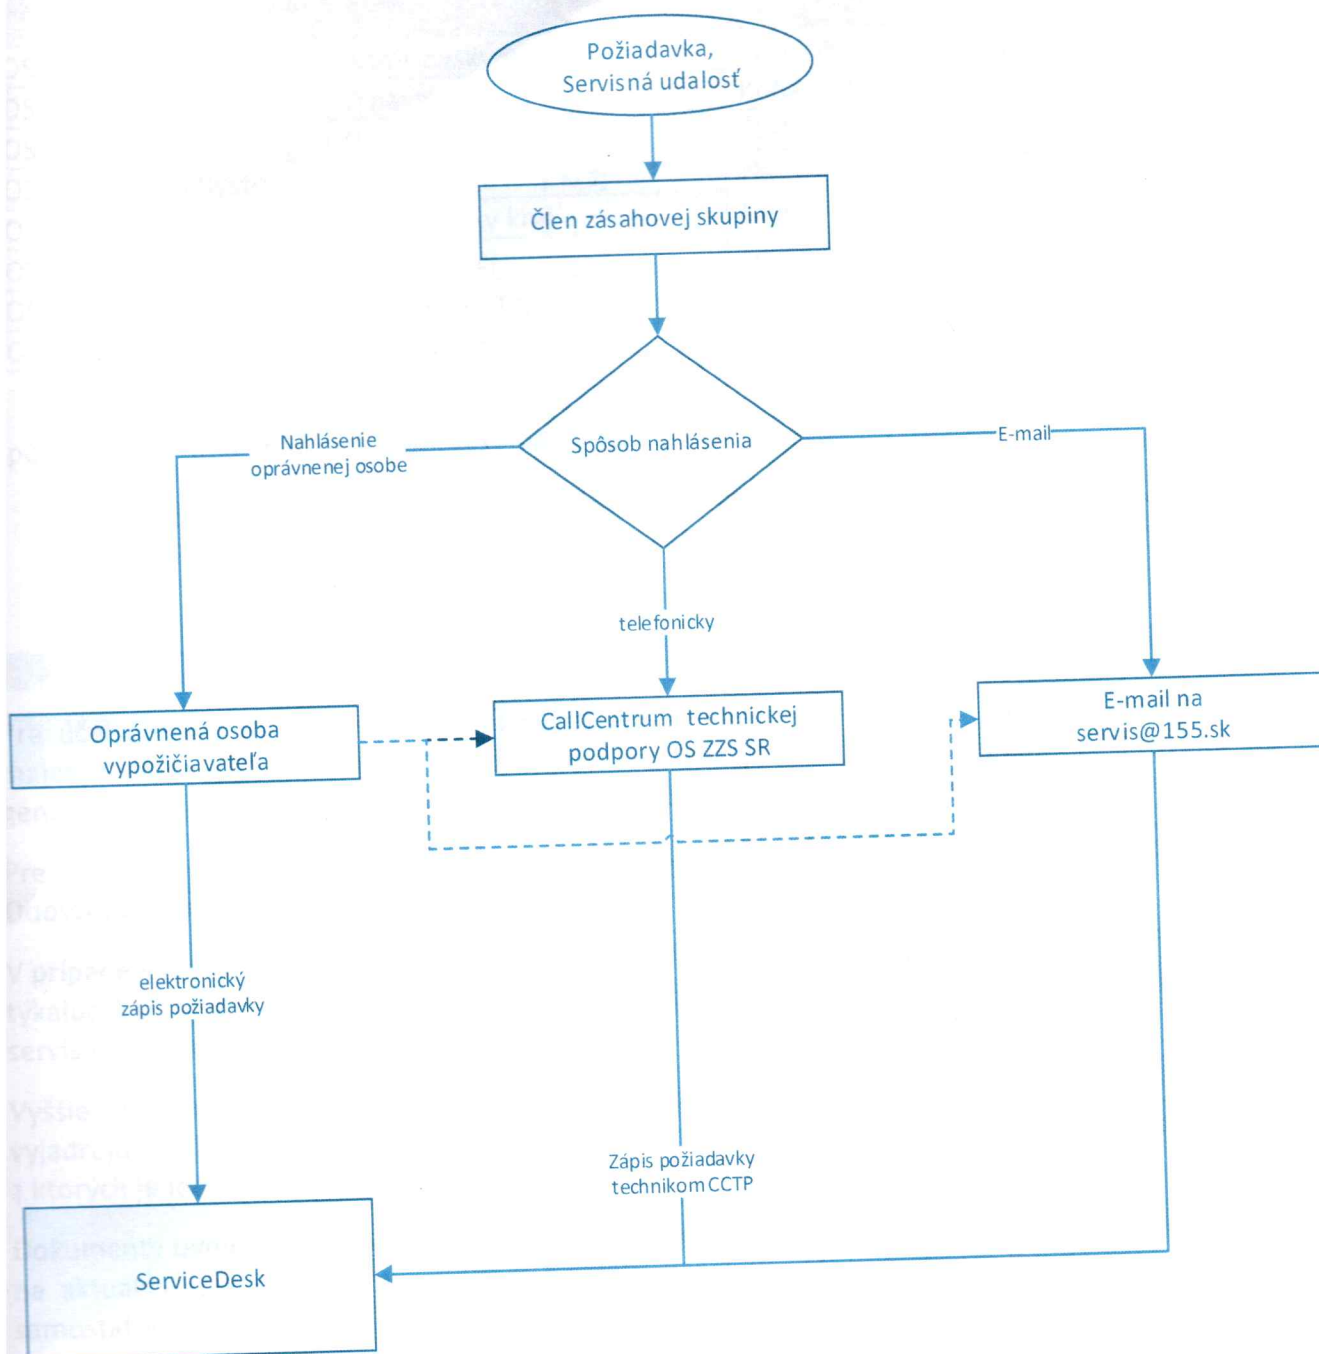 Požiadavka,
Servisná udalosť
Člen zásahovej skupiny
Spôsob nahlásenia
Nahlásenie
oprávnenej osobe
E-mail
telefonicky
Oprávnená osoba
vypožičiavateľa
CallCentrum technickej
podpory OS ZZS SR
E-mail na
servis@155.sk
elektronický
zápis požiadavky
Zápis požiadavky
technikom CCTP
ServiceDesk